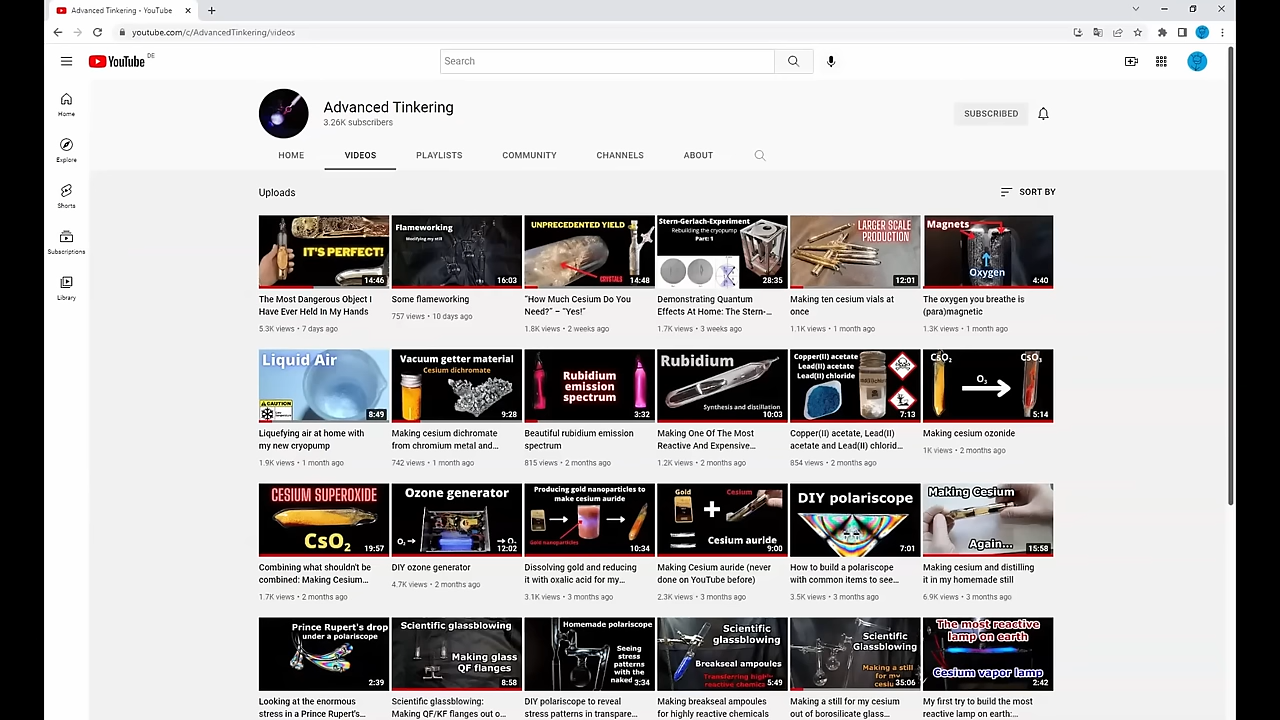 Advanced Tinkering - YouTube
youtube.com/c/AdvancedTinkering/videos
YouTube DE
Search
Home
Explore
Shorts
Subscriptions
Library
Advanced Tinkering
3.26K subscribers
SUBSCRIBED
HOME
VIDEOS
PLAYLISTS
COMMUNITY
CHANNELS
ABOUT
Uploads
SORT BY
IT'S PERFECT!
14:46
The Most Dangerous Object I
Have Ever Held In My Hands
5.3K views • 7 days ago
Flameworking
Modifying my still
16:03
Some flameworking
757 views • 10 days ago
UNPRECEDENTED YIELD
CRYSTALS
14:48
“How Much Cesium Do You
Need?” – “Yes!”
1.8K views • 2 weeks ago
Stern-Gerlach-Experiment
Rebuilding the cryopump
Part: 1
28:35
Demonstrating Quantum
Effects At Home: The Stern-...
1.7K views • 3 weeks ago
LARGER SCALE
PRODUCTION
12:01
Making ten cesium vials at
once
1.1K views • 1 month ago
Magnets
Oxygen
4:40
The oxygen you breathe is
(para)magnetic
1.3K views • 1 month ago
Liquid Air
CAUTION
8:49
Liquefying air at home with
my new cryopump
1.9K views • 1 month ago
Vacuum getter material
Cesium dichromate
9:28
Making cesium dichromate
from chromium metal and...
742 views • 1 month ago
Rubidium
emission
spectrum
3:32
Beautiful rubidium emission
spectrum
815 views • 2 months ago
Rubidium
Synthesis and distillation
10:03
Making One Of The Most
Reactive And Expensive...
1.2K views • 2 months ago
Copper(II) acetate
Lead(II) acetate
Lead(II) chloride
7:13
Copper(II) acetate, Lead(II)
acetate and Lead(II) chlorid...
854 views • 2 months ago
CsO₂
O₃
CsO₃
5:14
Making cesium ozonide
1K views • 2 months ago
CESIUM SUPEROXIDE
CsO₂
19:57
Combining what shouldn't be
combined: Making Cesium...
1.7K views • 2 months ago
Ozone generator
O₂
12:02
DIY ozone generator
4.7K views • 2 months ago
Producing gold nanoparticles to
make cesium auride
Gold nanoparticles
10:34
Dissolving gold and reducing
it with oxalic acid for my...
3.1K views • 3 months ago
Gold
Cesium
+
Cesium auride
9:00
Making Cesium auride (never
done on YouTube before)
2.3K views • 3 months ago
DIY polariscope
7:01
How to build a polariscope
with common items to see...
3.5K views • 3 months ago
Making Cesium
Again...
15:58
Making cesium and distilling
it in my homemade still
6.9K views • 3 months ago
Prince Rupert's drop
under a polariscope
2:39
Looking at the enormous
stress in a Prince Rupert's...
Scientific glassblowing
Making glass
QF flanges
8:58
Scientific glassblowing:
Making QF/KF flanges out o...
Homemade polariscope
Seeing
stress
patterns
with the
naked
3:34
DIY polariscope to reveal
stress patterns in transpare...
Scientific
glassblowing
Breakseal ampoules
Transferring highly
reactive chemic
5:49
Making breakseal ampoules
for highly reactive chemicals
Scientific
Glassblowing
Making a still
for my
cesiu
35:06
Making a still for my cesium
out of borosilicate glass...
The most reactive
lamp on earth
Cesium vapor lamp
2:42
My first try to build the most
reactive lamp on earth:...